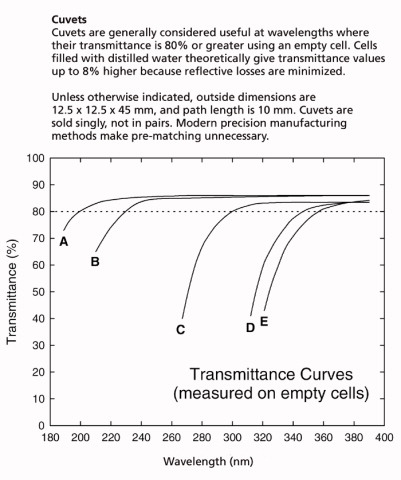 Cuvets
Cuvets are generally considered useful at wavelengths where
their transmittance is 80% or greater using an empty cell. Cells
filled with distilled water theoretically give transmittance values
up to 8% higher because reflective losses are minimized.
Unless otherwise indicated, outside dimensions are
12.5 x 12.5 x 45 mm, and path length is 10 mm. Cuvets are
sold singly, not in pairs. Modern precision manufacturing
methods make pre-matching unnecessary.
100
90
80
70
60
50
40
30
20
10
0
Transmittance (%)
A
B
C
D
E
Transmittance Curves
(measured on empty cells)
180 200 220 240 260 280 300 320 340 360 380 400
Wavelength (nm)